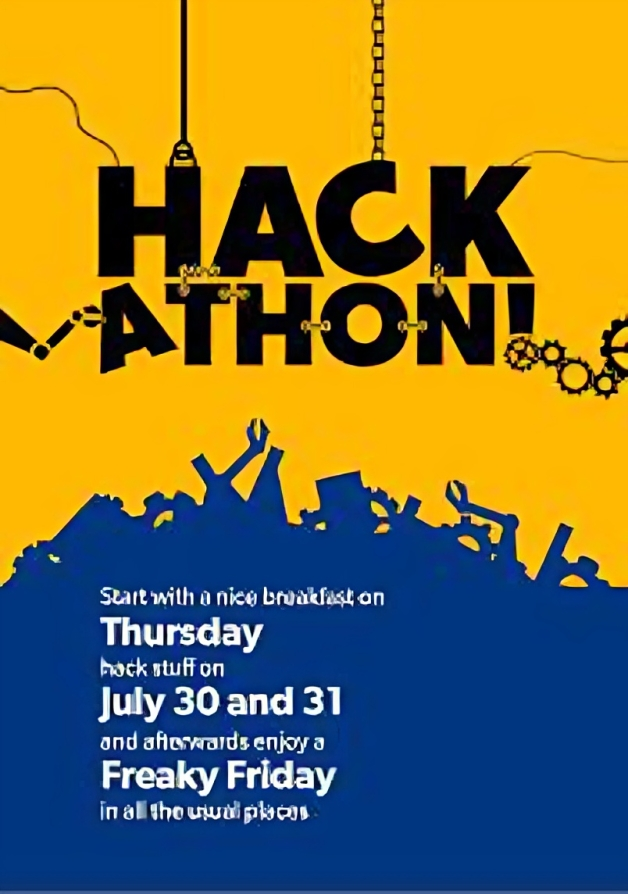 HACK
ATHON!
Start with a nice breakfast on
Thursday
hack stuff on
July 30 and 31
and afterwards enjoy a
Freaky Friday
in all the usual places